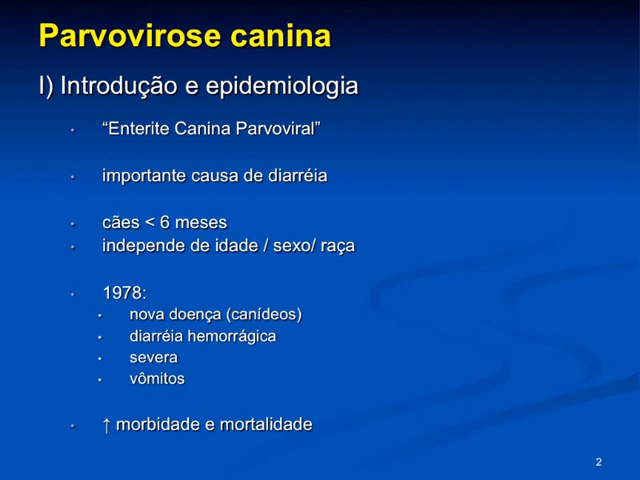 Parvovirose canina
I) Introdução e epidemiologia
• “Enterite Canina Parvoviral”
• importante causa de diarréia
• cães < 6 meses
• independe de idade / sexo/ raça
• 1978:
• nova doença (canídeos)
• diarréia hemorrágica
• severa
• vômitos
• ↑ morbidade e mortalidade
2